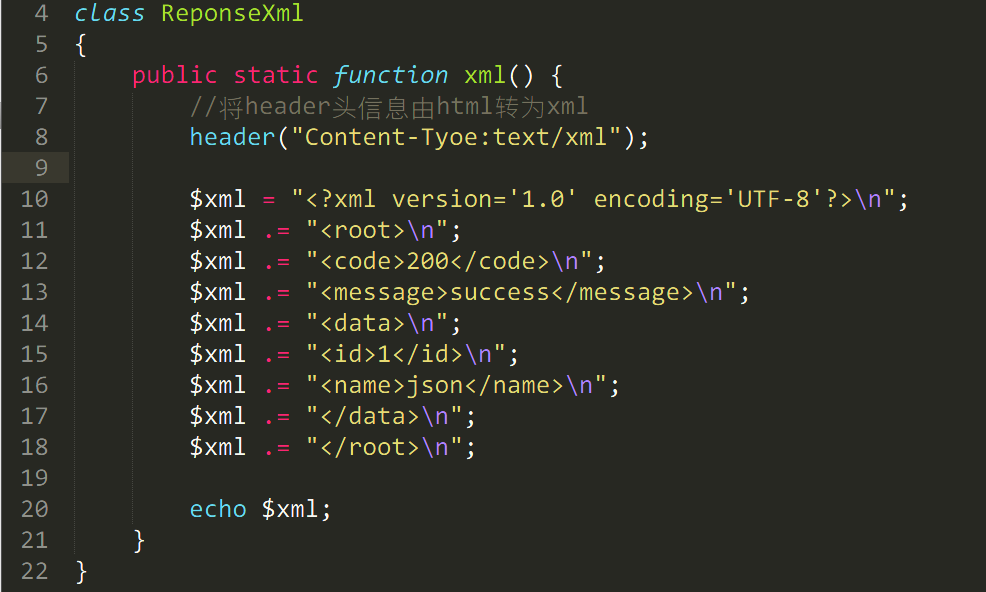 4 class ReponseXml
5 {
6 public static function xml() {
7 //将header头信息由html转为xml
8 header("Content-Tyoe:text/xml");
9
10 $xml = "<?xml version='1.0' encoding='UTF-8'?>\n";
11 $xml .= "<root>\n";
12 $xml .= "<code>200</code>\n";
13 $xml .= "<message>success</message>\n";
14 $xml .= "<data>\n";
15 $xml .= "<id>1</id>\n";
16 $xml .= "<name>json</name>\n";
17 $xml .= "</data>\n";
18 $xml .= "</root>\n";
19
20 echo $xml;
21 }
22 }